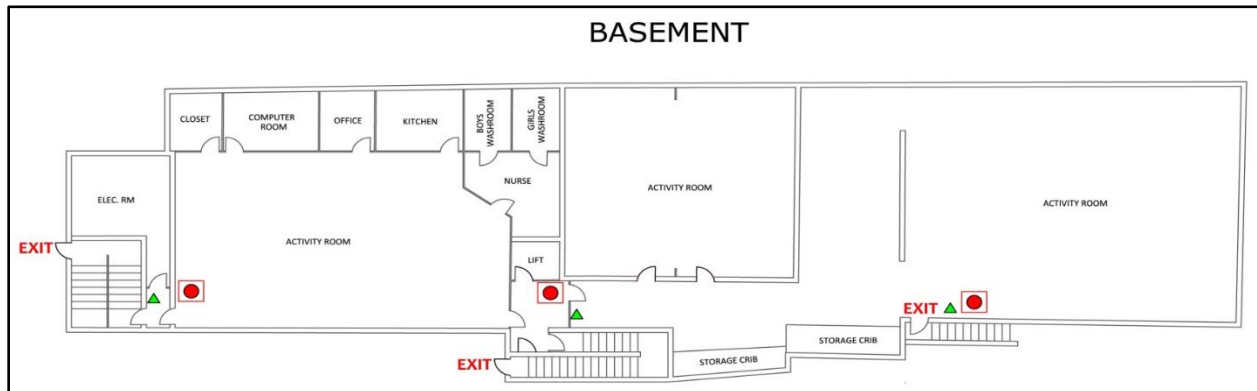 BASEMENT
CLOSET
COMPUTER
ROOM
OFFICE
KITCHEN
BOYS
WASHROOM
GIRLS
WASHROOM
NURSE
ELEC. RM
ACTIVITY ROOM
ACTIVITY ROOM
ACTIVITY ROOM
EXIT
LIFT
EXIT
EXIT
STORAGE CRIB
STORAGE CRIB